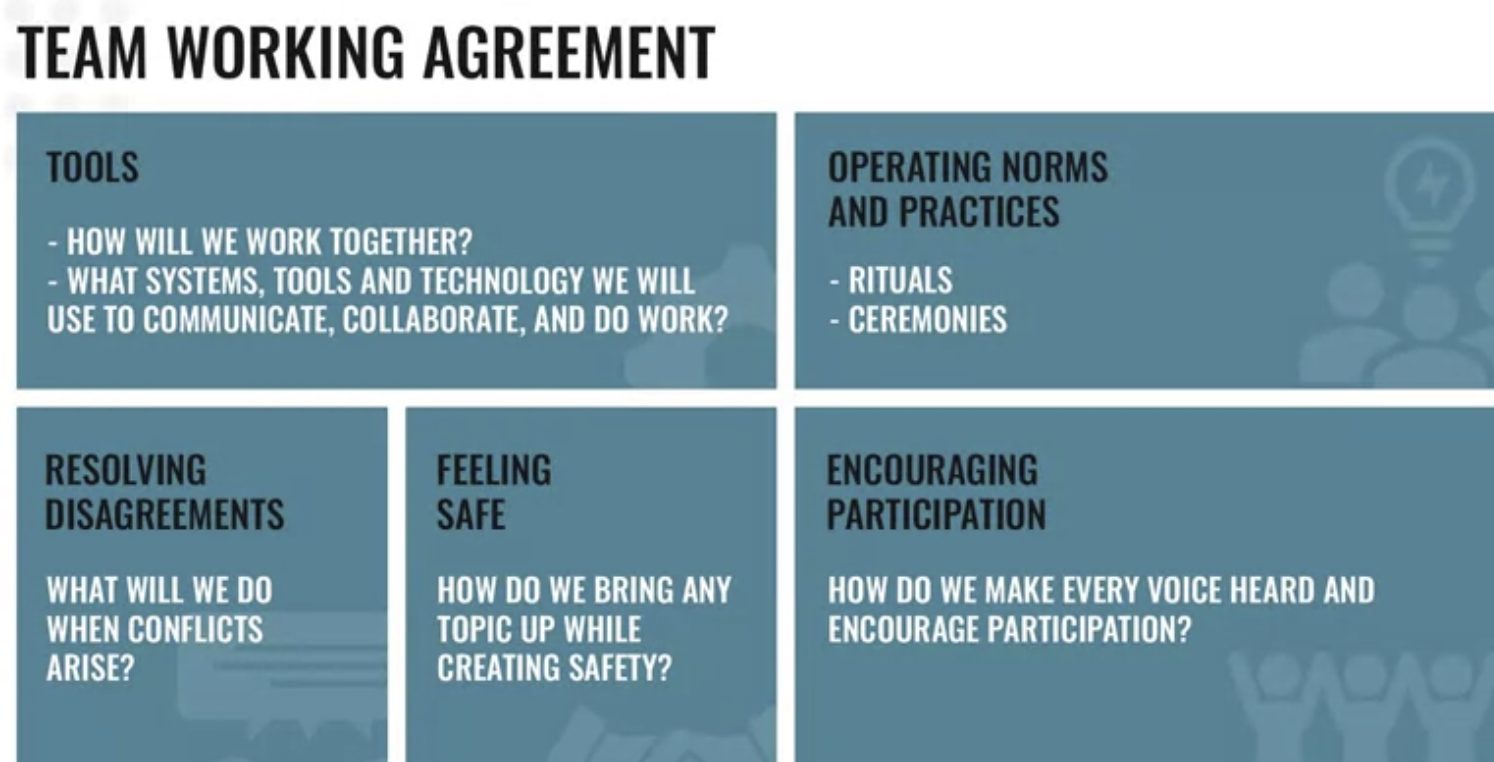 TEAM WORKING AGREEMENT
TOOLS
- HOW WILL WE WORK TOGETHER?
- WHAT SYSTEMS, TOOLS AND TECHNOLOGY WE WILL
USE TO COMMUNICATE, COLLABORATE, AND DO WORK?
OPERATING NORMS
AND PRACTICES
- RITUALS
- CEREMONIES
RESOLVING
DISAGREEMENTS
WHAT WILL WE DO
WHEN CONFLICTS
ARISE?
FEELING
SAFE
HOW DO WE BRING ANY
TOPIC UP WHILE
CREATING SAFETY?
ENCOURAGING
PARTICIPATION
HOW DO WE MAKE EVERY VOICE HEARD AND
ENCOURAGE PARTICIPATION?